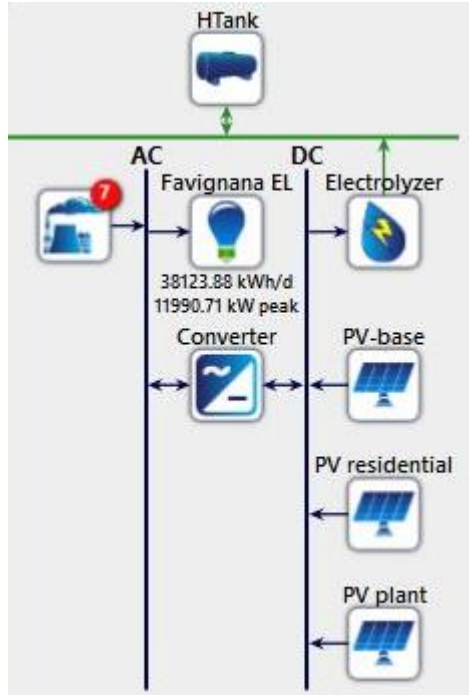 HTank
AC
DC
7
Favignana EL
Electrolyzer
38123.88 kWh/d
11990.71 kW peak
Converter
PV-base
PV residential
PV plant